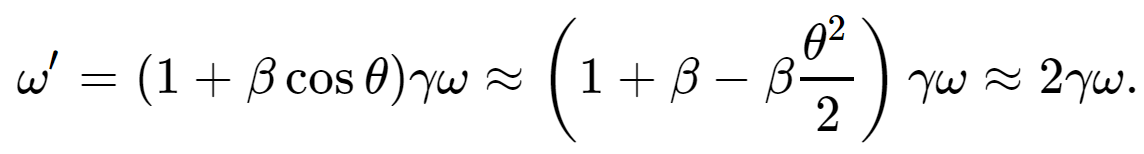 ω′ = (1 + β cos θ)γω ≈ (1 + β − β θ²/2) γω ≈ 2γω.